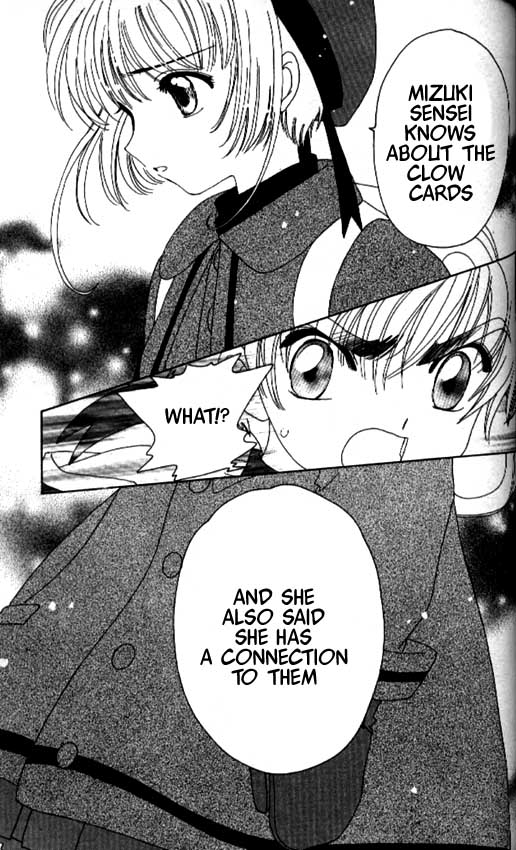 MIZUKI
SENSEI
KNOWS
ABOUT THE
CLOW
CARDS
WHAT!?
AND SHE
ALSO SAID
SHE HAS
A CONNECTION
TO THEM